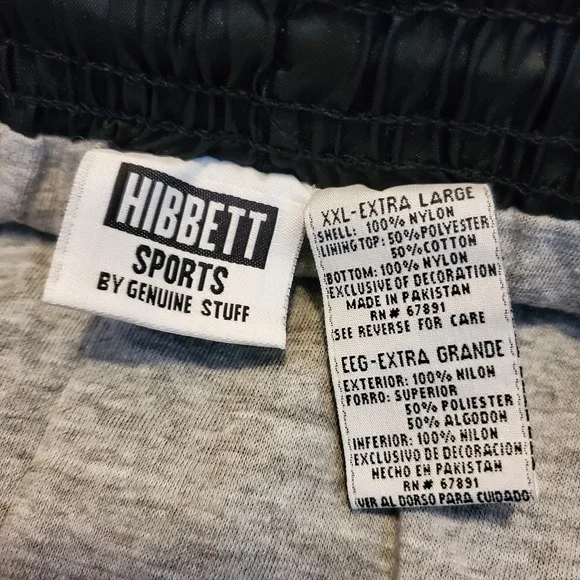 HIBBETT
SPORTS
BY GENUINE STUFF
XXL-EXTRA LARGE
SHELL: 100% NYLON
LINING TOP: 50% POLYESTER
50% COTTON
BOTTOM: 100% NYLON
EXCLUSIVE OF DECORATION
MADE IN PAKISTAN
RN# 67891
SEE REVERSE FOR CARE
EEG-EXTRA GRANDE
EXTERIOR: 100% NILON
FORRO: SUPERIOR
50% POLIESTER
50% ALGODON
INFERIOR: 100% NILON
EXCLUSIVO DE DECORACION
HECHO EN PAKISTAN
RN# 67891
VER AL DORSO PARA CUIDADO